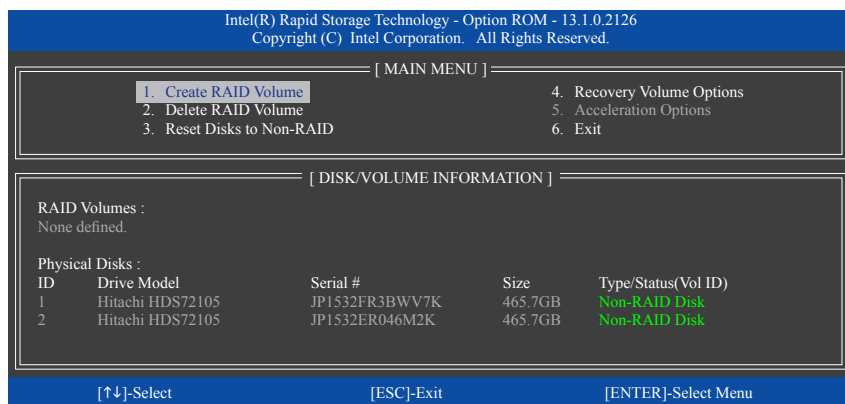 Intel(R) Rapid Storage Technology - Option ROM - 13.1.0.2126
Copyright (C) Intel Corporation. All Rights Reserved.
[ MAIN MENU ]
1. Create RAID Volume
2. Delete RAID Volume
3. Reset Disks to Non-RAID
4. Recovery Volume Options
5. Acceleration Options
6. Exit
[ DISK/VOLUME INFORMATION ]
RAID Volumes :
None defined.
Physical Disks :
ID Drive Model Serial # Size Type/Status(Vol ID)
1 Hitachi HDS72105 JP1532FR3BWV7K 465.7GB Non-RAID Disk
2 Hitachi HDS72105 JP1532ER046M2K 465.7GB Non-RAID Disk
[↑↓]-Select [ESC]-Exit [ENTER]-Select Menu